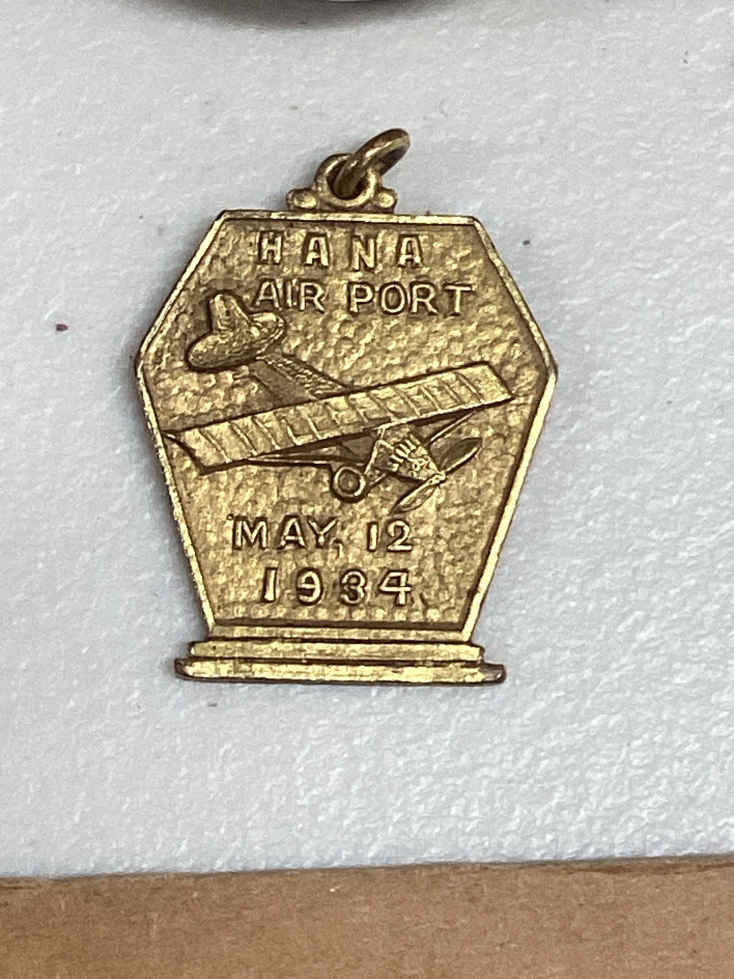 HANA
AIR PORT
MAY, 12
1934